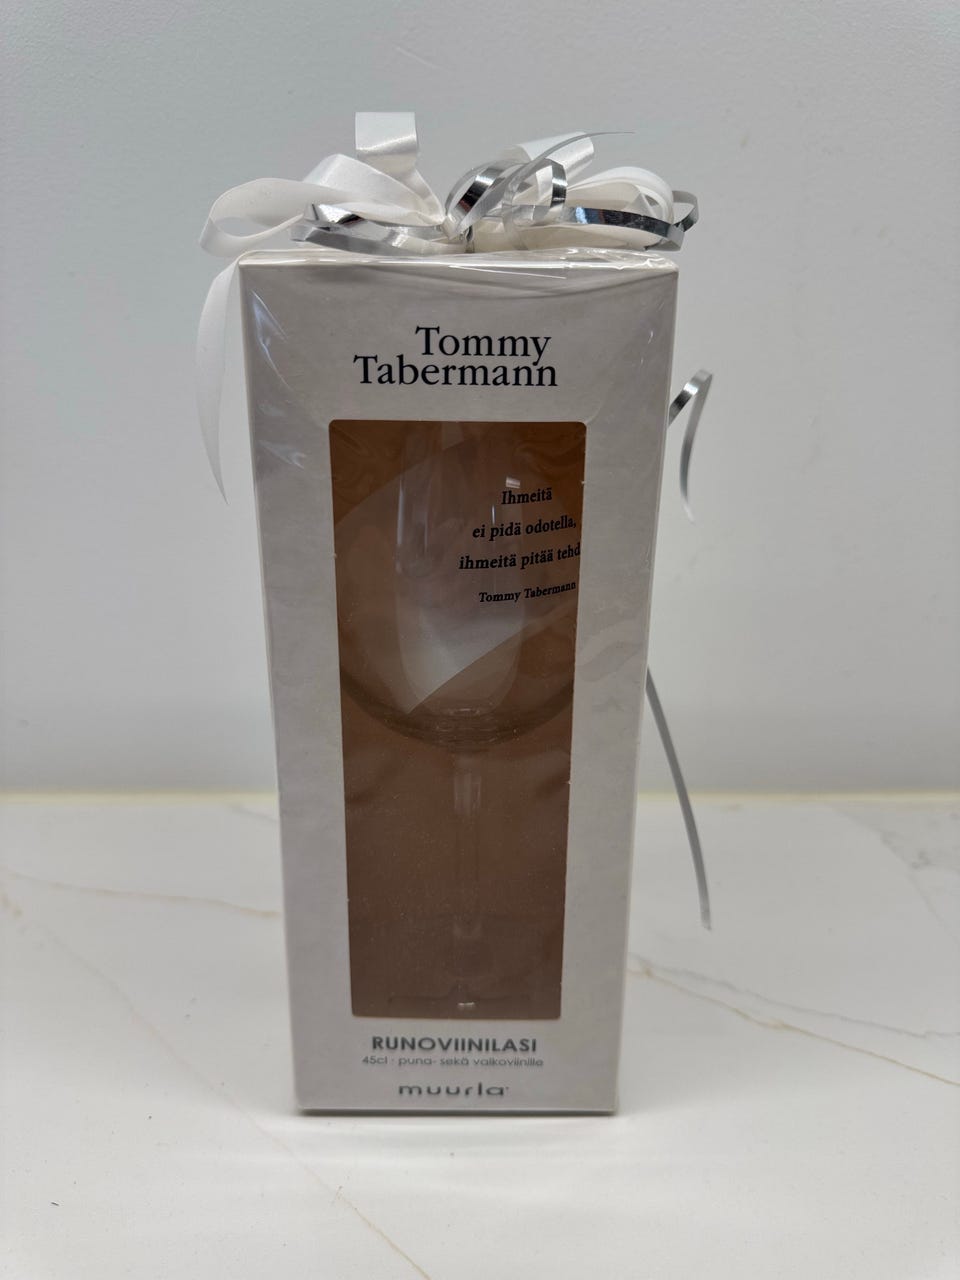 Tommy
Tabermann
Ihmeitä
ei pidä odotella,
ihmeitä pitää tehd
Tommy Tabermann
RUNOVIINILASI
45cl · puna- sekä valkoviinille
muurla